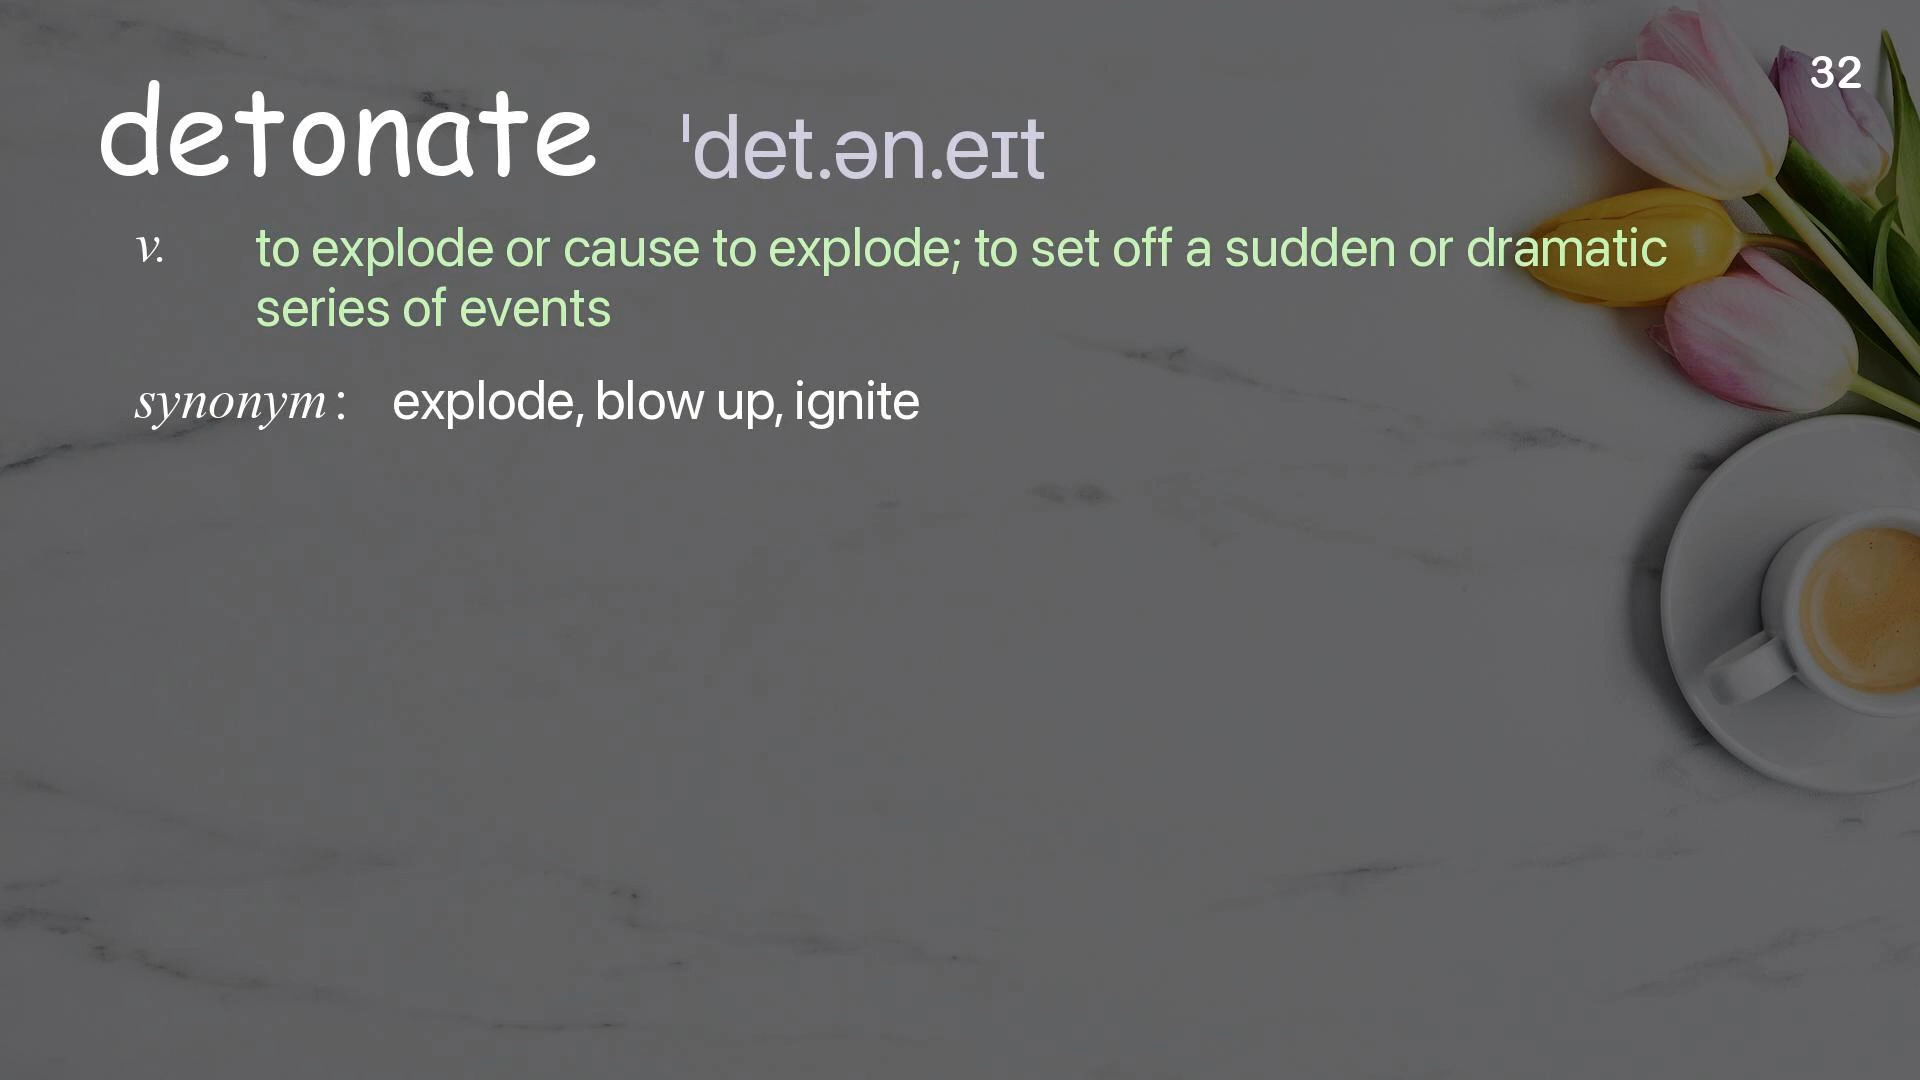 32
detonate ˈdet.ən.eɪt
v. to explode or cause to explode; to set off a sudden or dramatic
series of events
synonym : explode, blow up, ignite